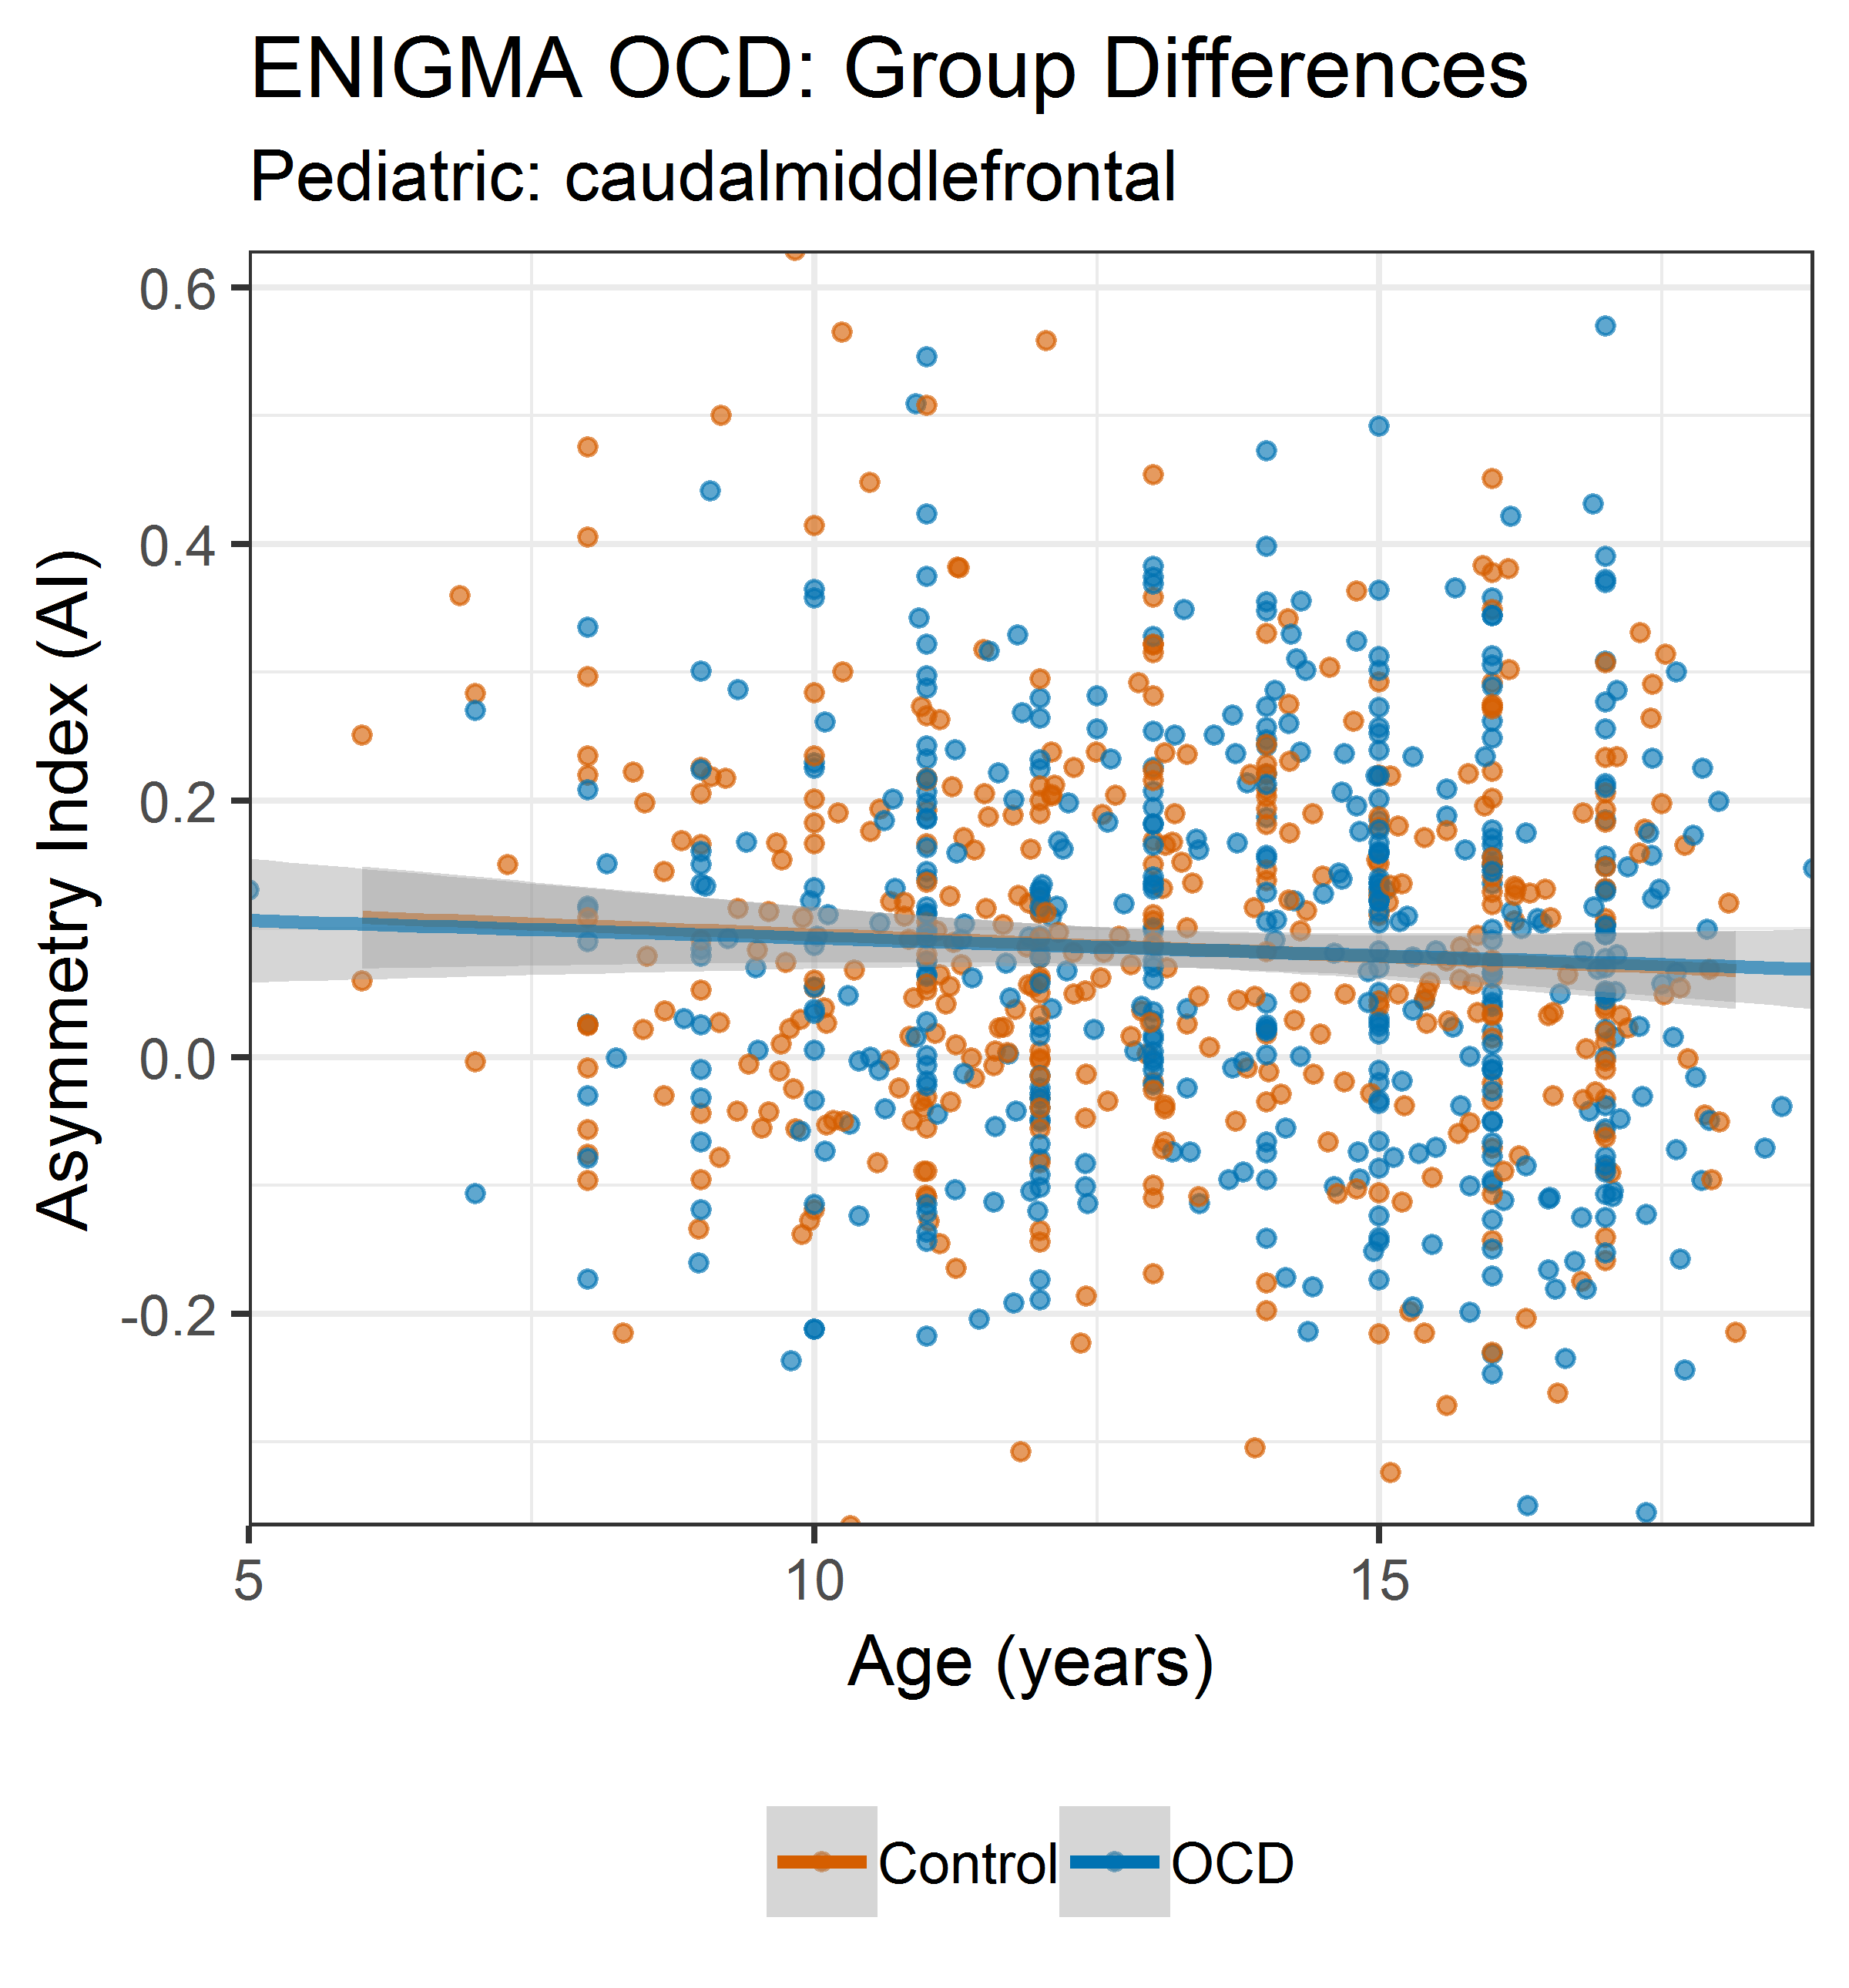 ENIGMA OCD: Group Differences
Pediatric: caudalmiddlefrontal
0.6
0.4
0.2
0.0
-0.2
Asymmetry Index (AI)
5 10 15
Age (years)
Control OCD